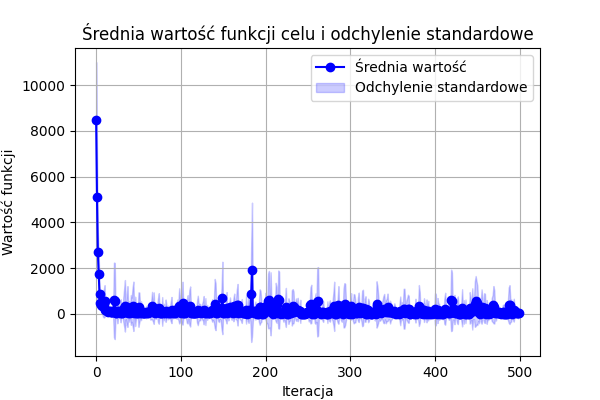 Średnia wartość funkcji celu i odchylenie standardowe
Średnia wartość
Odchylenie standardowe
Wartość funkcji
10000
8000
6000
4000
2000
0
0 100 200 300 400 500
Iteracja